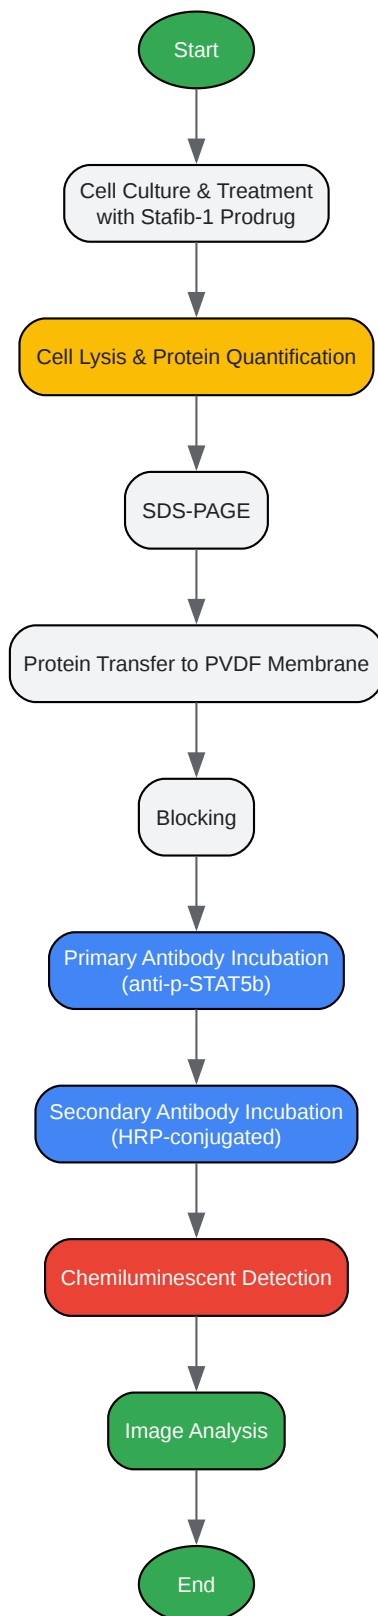 Start
Cell Culture & Treatment
with Stafib-1 Prodrug
Cell Lysis & Protein Quantification
SDS-PAGE
Protein Transfer to PVDF Membrane
Blocking
Primary Antibody Incubation
(anti-p-STAT5b)
Secondary Antibody Incubation
(HRP-conjugated)
Chemiluminescent Detection
Image Analysis
End